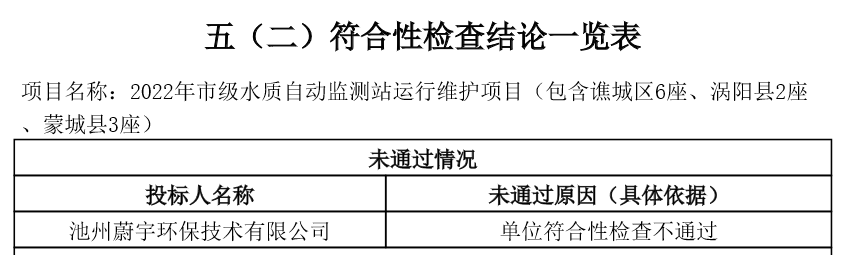 五（二）符合性检查结论一览表
项目名称：2022年市级水质自动监测站运行维护项目（包含谯城区6座、涡阳县2座
、蒙城县3座）
未通过情况
投标人名称 未通过原因（具体依据）
池州蔚宇环保技术有限公司 单位符合性检查不通过